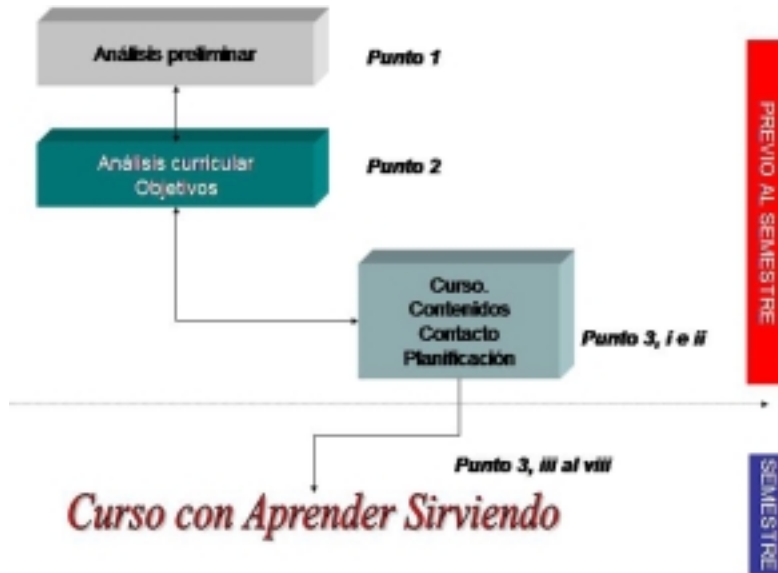 Análisis preliminar
Punto 1
Análisis curricular
Objetivos
Punto 2
Curso.
Contenidos
Contacto
Planificación
Punto 3, i e ii
PREVIO AL SEMESTRE
Punto 3, iii al viii
Curso con Aprender Sirviendo
SEMESTRE